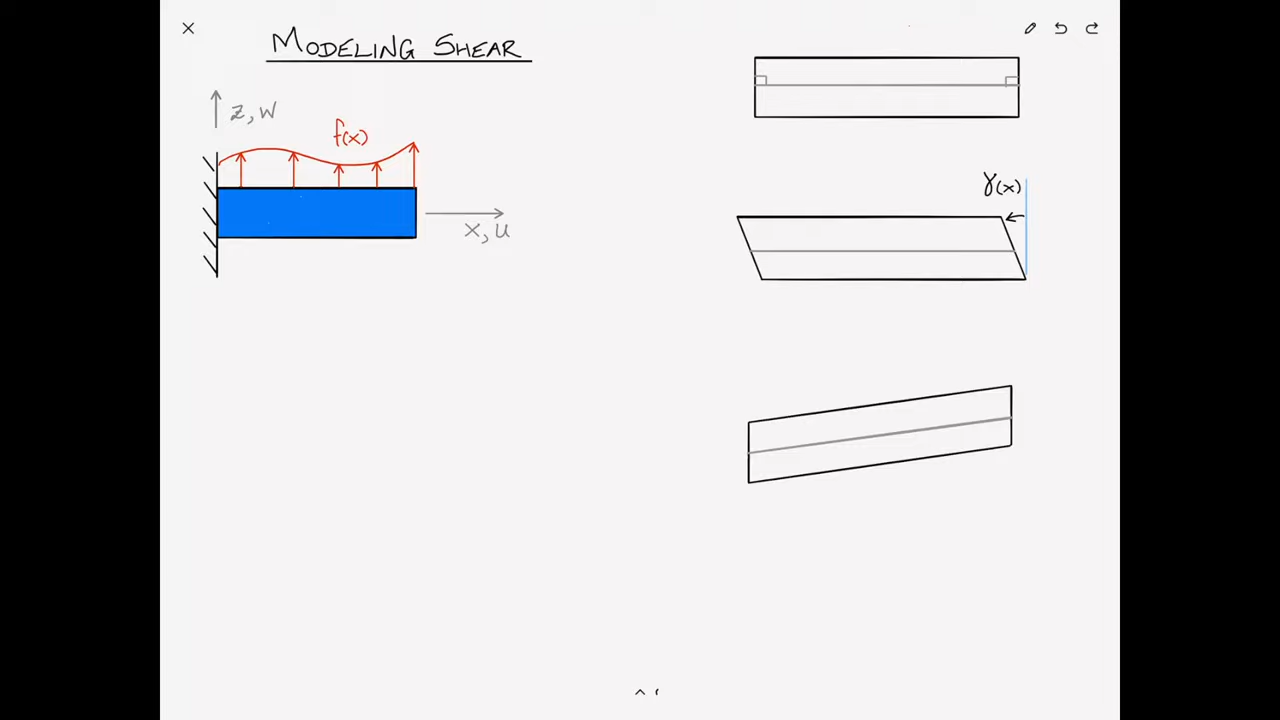 MODELING SHEAR
z, w
f(x)
γ(x)
x, u